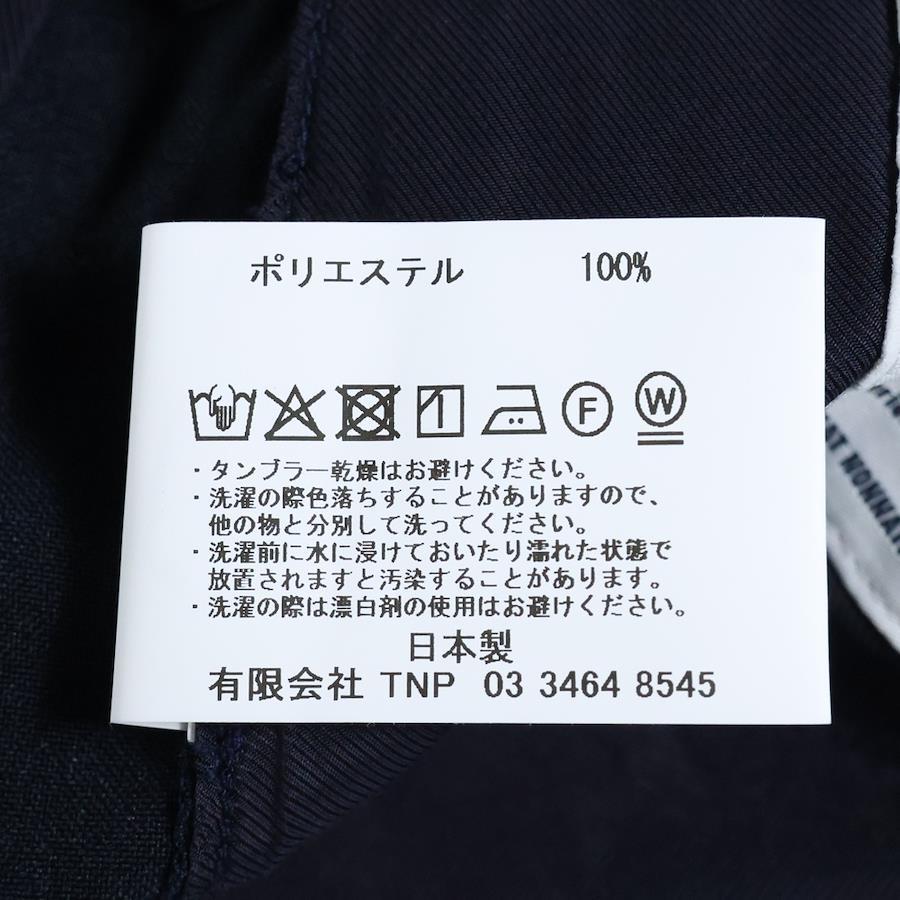 ポリエステル 100%
F
W
・タンブラー乾燥はお避けください。
・洗濯の際色落ちすることがありますので、
他の物と分別して洗ってください。
・洗濯前に水に浸けておいたり濡れた状態で
放置されますと汚染することがあります。
・洗濯の際は漂白剤の使用はお避けください。
日本製
有限会社 TNP 03 3464 8545